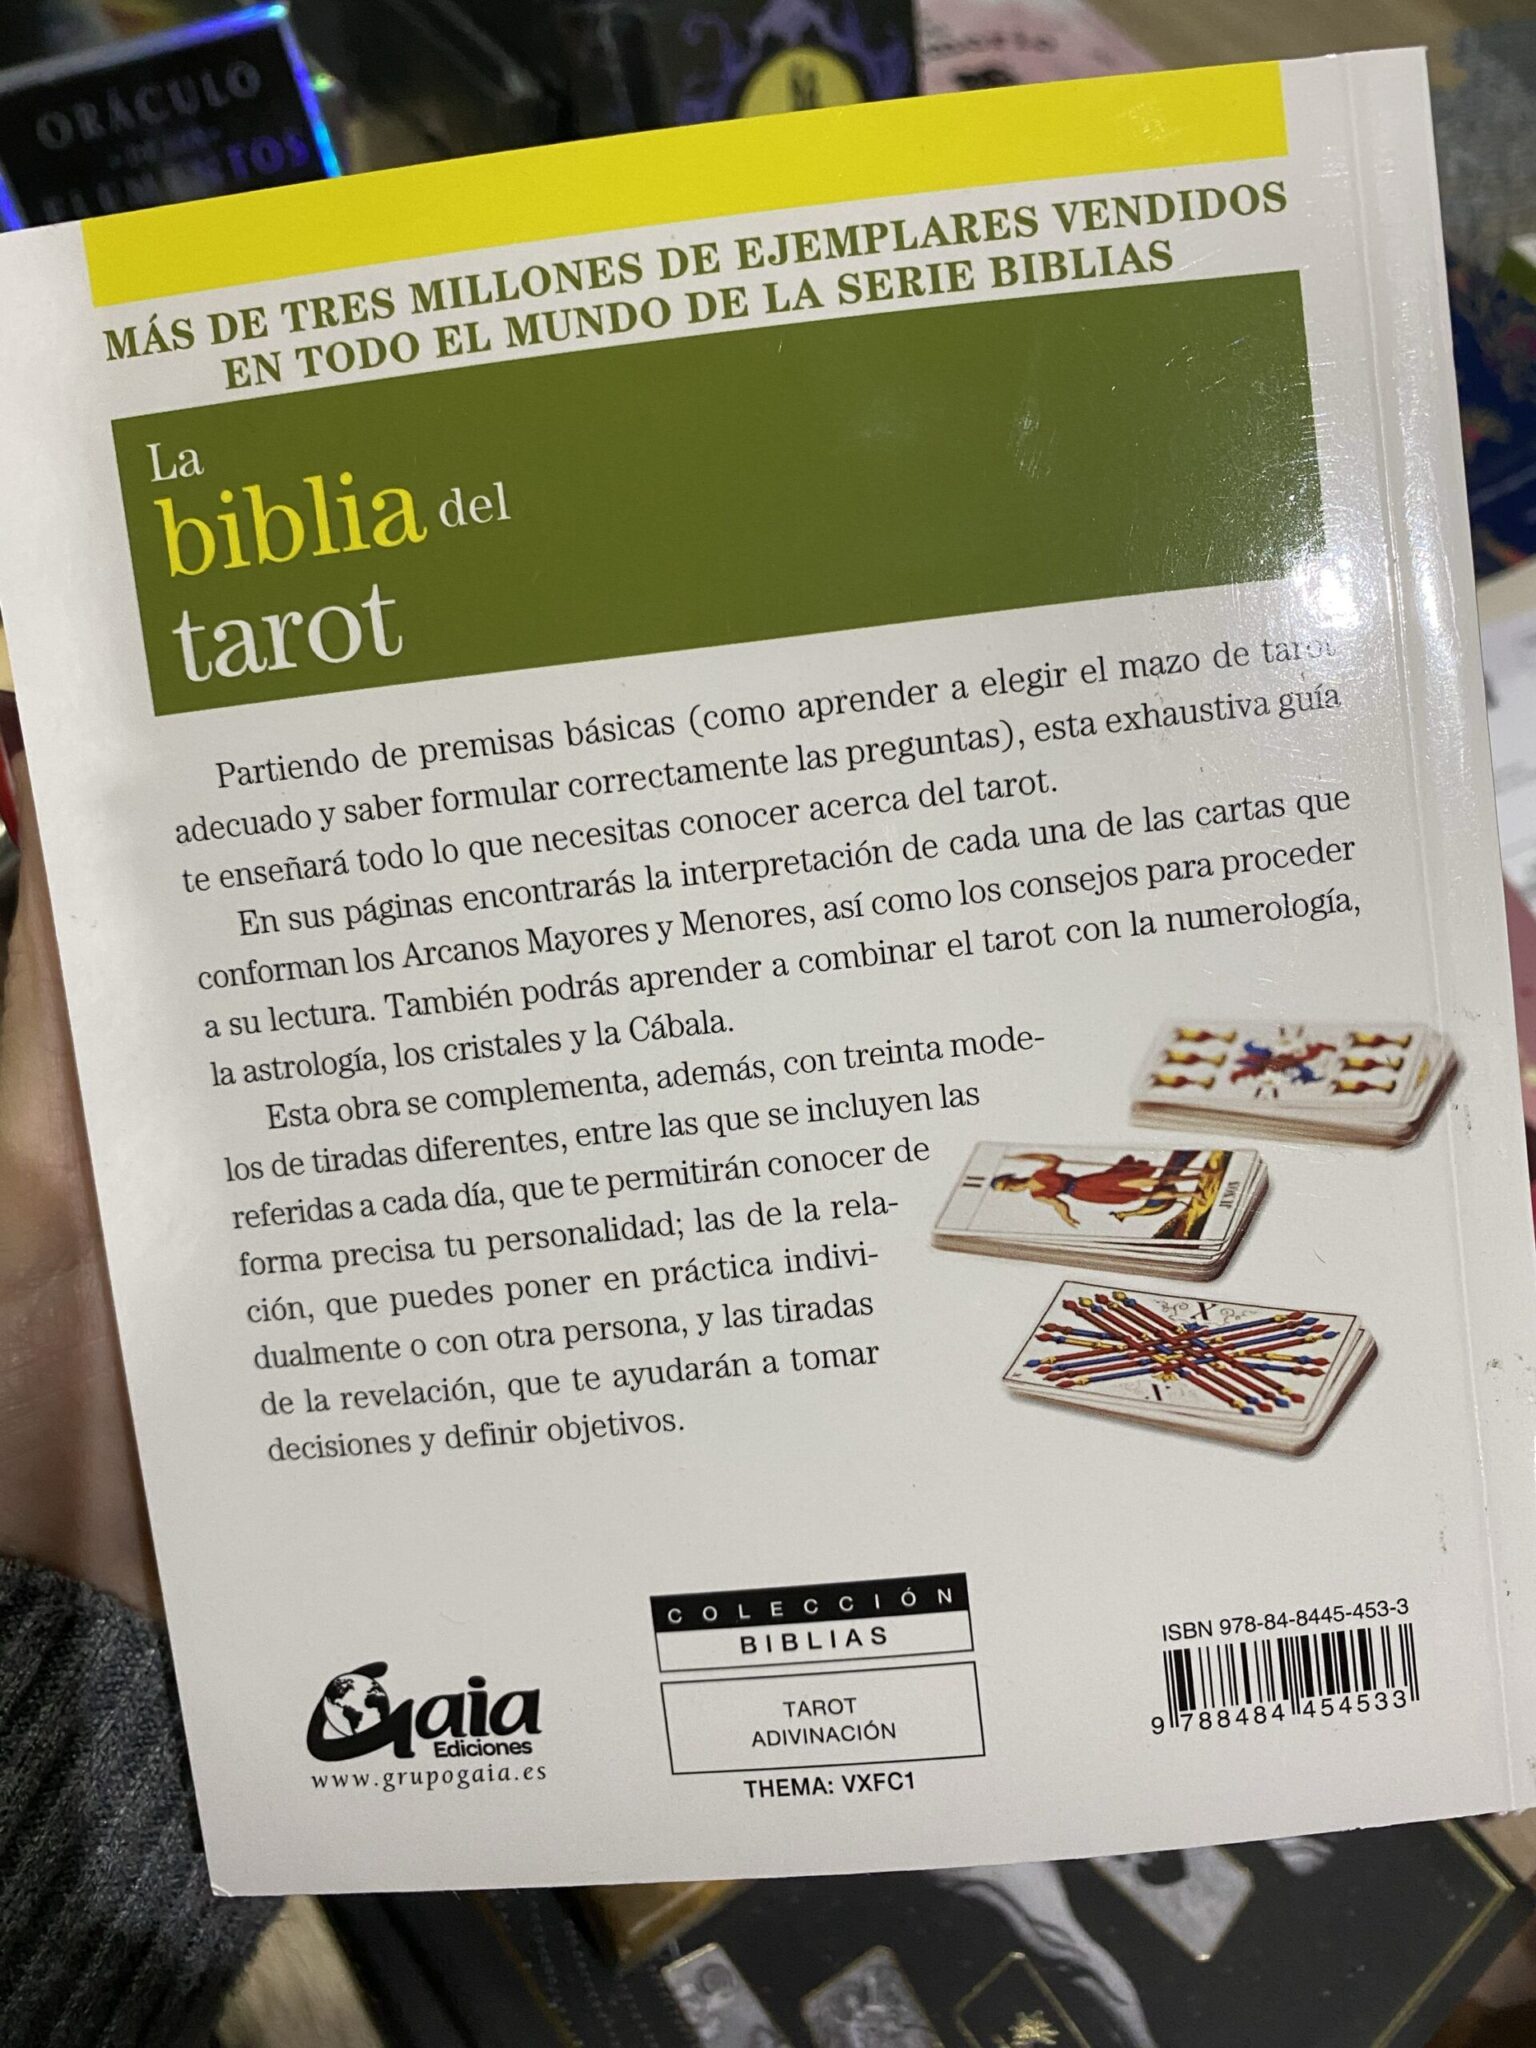 ORÁCULO
MÁS DE TRES MILLONES DE EJEMPLARES VENDIDOS
EN TODO EL MUNDO DE LA SERIE BIBLIAS
La
biblia del
tarot
Partiendo de premisas básicas (como aprender a elegir el mazo de tarot
adecuado y saber formular correctamente las preguntas), esta exhaustiva guía
te enseñará todo lo que necesitas conocer acerca del tarot.
En sus páginas encontrarás la interpretación de cada una de las cartas que
conforman los Arcanos Mayores y Menores, así como los consejos para proceder
a su lectura. También podrás aprender a combinar el tarot con la numerología,
la astrología, los cristales y la Cábala.
Esta obra se complementa, además, con treinta mode-
los de tiradas diferentes, entre las que se incluyen las
referidas a cada día, que te permitirán conocer de
forma precisa tu personalidad; las de la rela-
ción, que puedes poner en práctica indivi-
dualmente o con otra persona, y las tiradas
de la revelación, que te ayudarán a tomar
decisiones y definir objetivos.
II
JUNON
X
X
COLECCIÓN
BIBLIAS
TAROT
ADIVINACIÓN
THEMA: VXFC1
Gaia
Ediciones
www.grupogaia.es
ISBN 978-84-8445-453-3
9 788484 454533